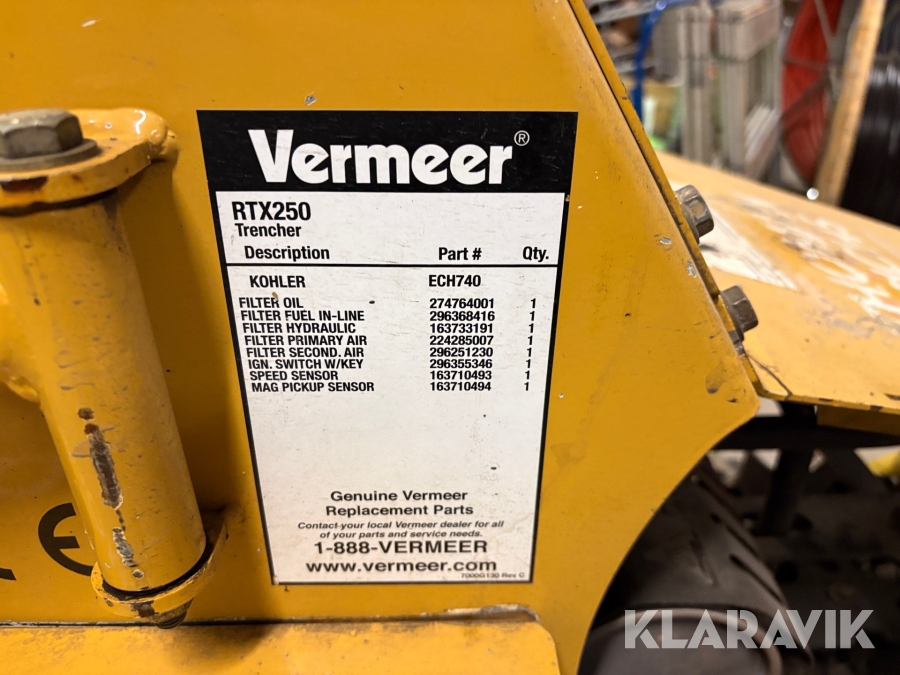 KLARAVIK
Vermeer®
RTX250
Trencher
Description Part # Qty.
KOHLER ECH740
FILTER OIL 274764001 1
FILTER FUEL IN-LINE 296368416 1
FILTER HYDRAULIC 163733191 1
FILTER PRIMARY AIR 224285007 1
FILTER SECOND. AIR 296251230 1
IGN. SWITCH W/KEY 296355346 1
SPEED SENSOR 163710493 1
MAG PICKUP SENSOR 163710494 1
Genuine Vermeer
Replacement Parts
Contact your local Vermeer dealer for all
of your parts and service needs.
1-888-VERMEER
www.vermeer.com
7000G130 Rev C
KLARAVIK